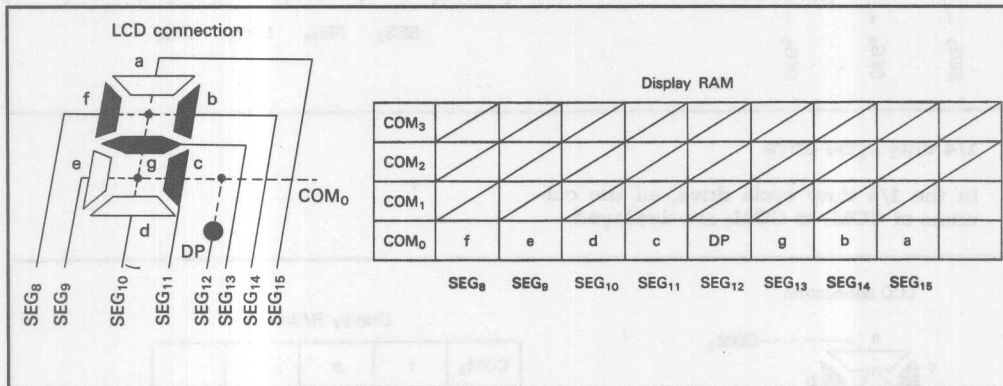 LCD connection
a
f
b
g
e
c
COM₀
d
DP
SEG₈
SEG₉
SEG₁₀
SEG₁₁
SEG₁₂
SEG₁₃
SEG₁₄
SEG₁₅
Display RAM
COM₃
COM₂
COM₁
COM₀ f e d c DP g b a
SEG₈ SEG₉ SEG₁₀ SEG₁₁ SEG₁₂ SEG₁₃ SEG₁₄ SEG₁₅